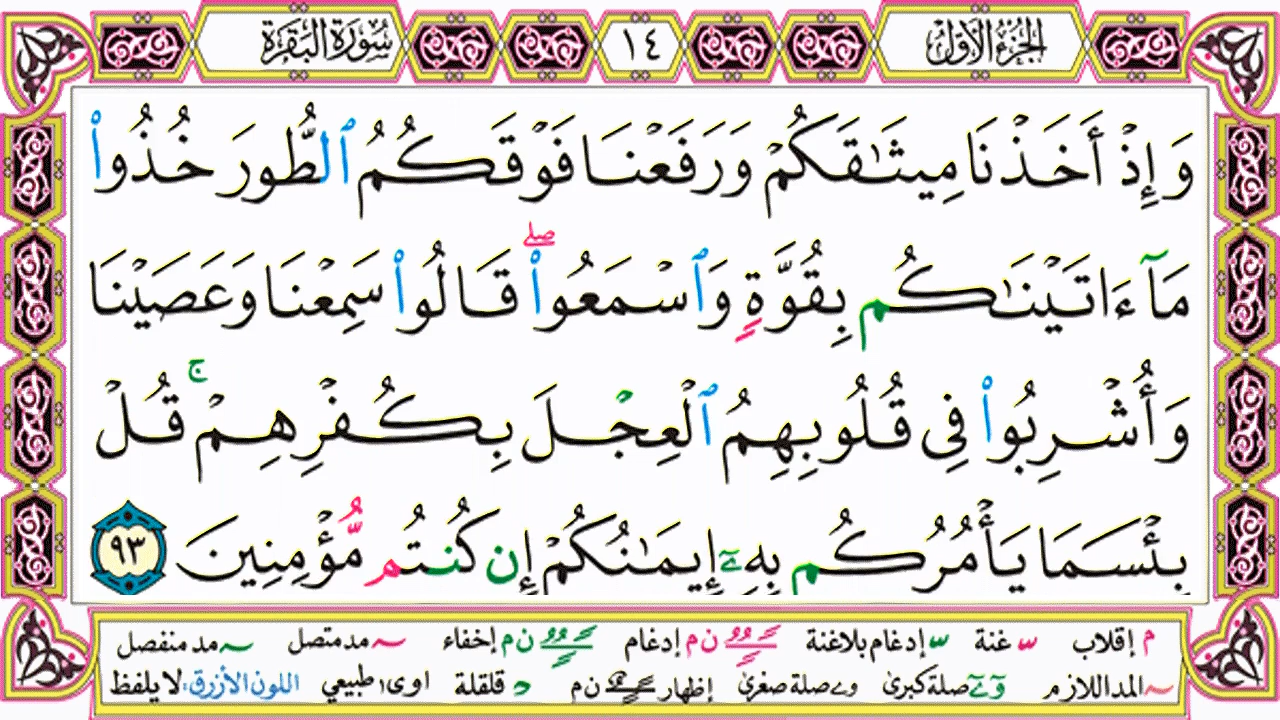 الجزء الأول ١٤ سورة البقرة
وَإِذْ أَخَذْنَا مِيثَٰقَكُمْ وَرَفَعْنَا فَوْقَكُمُ ٱلطُّورَ خُذُوا۟
مَآ ءَاتَيْنَٰكُم بِقُوَّةٍ وَٱسْمَعُوا۟ ۖ قَالُوا۟ سَمِعْنَا وَعَصَيْنَا
وَأُشْرِبُوا۟ فِى قُلُوبِهِمُ ٱلْعِجْلَ بِكُفْرِهِمْ ۚ قُلْ
بِئْسَمَا يَأْمُرُكُم بِهِۦٓ إِيمَٰنُكُمْ إِن كُنتُم مُّؤْمِنِينَ ٩٣
م إقلاب غنة إدغام بلاغنة ن م إدغام ن م إخفاء مد متصل مد منفصل
المد اللازم صلة كبرى صلة صغرى ن م إظهار قلقلة اوى طبيعي اللون الأزرق: لا يلفظ